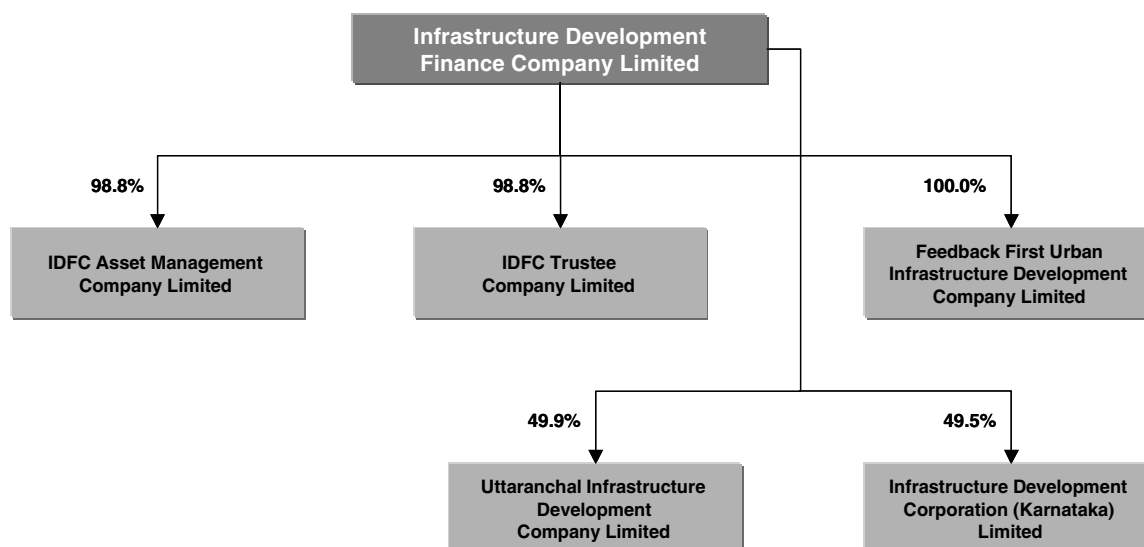 Infrastructure Development
Finance Company Limited
98.8%
98.8%
100.0%
IDFC Asset Management
Company Limited
IDFC Trustee
Company Limited
Feedback First Urban
Infrastructure Development
Company Limited
49.9%
49.5%
Uttaranchal Infrastructure
Development
Company Limited
Infrastructure Development
Corporation (Karnataka)
Limited